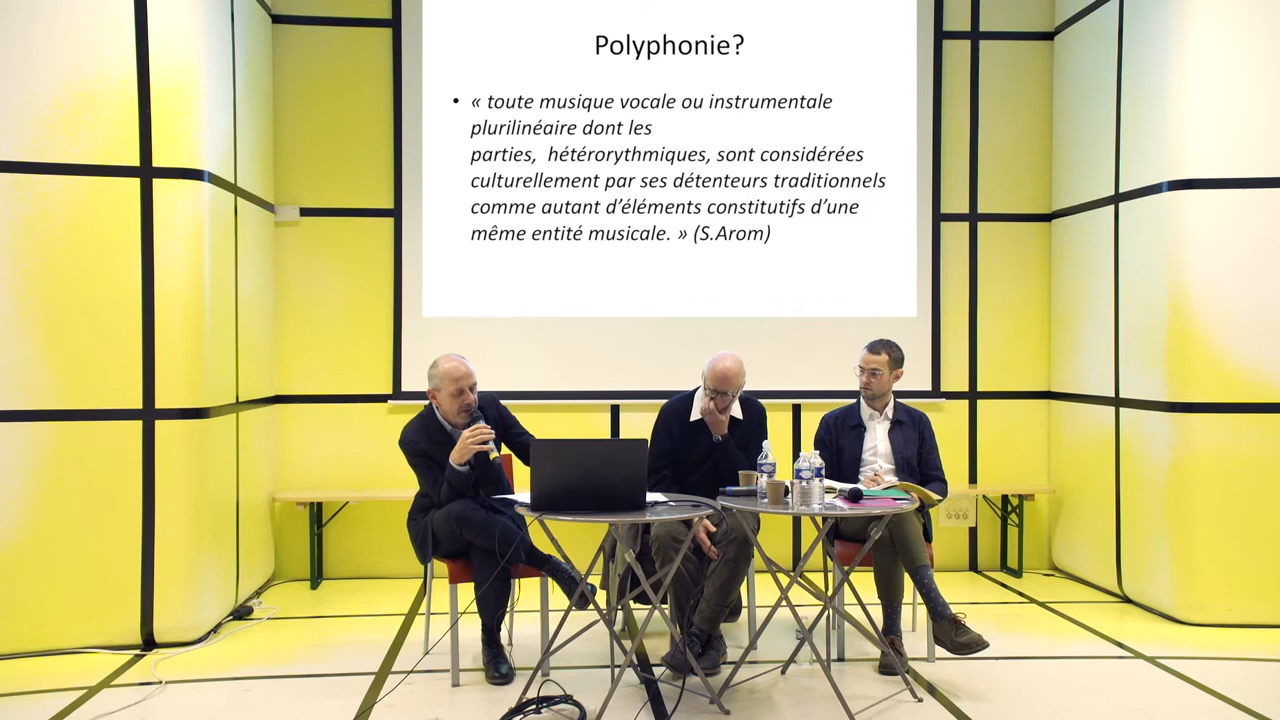 Polyphonie?
• « toute musique vocale ou instrumentale
plurilinéaire dont les
parties,  hétérorythmiques, sont considérées
culturellement par ses détenteurs traditionnels
comme autant d’éléments constitutifs d’une
même entité musicale. » (S.Arom)